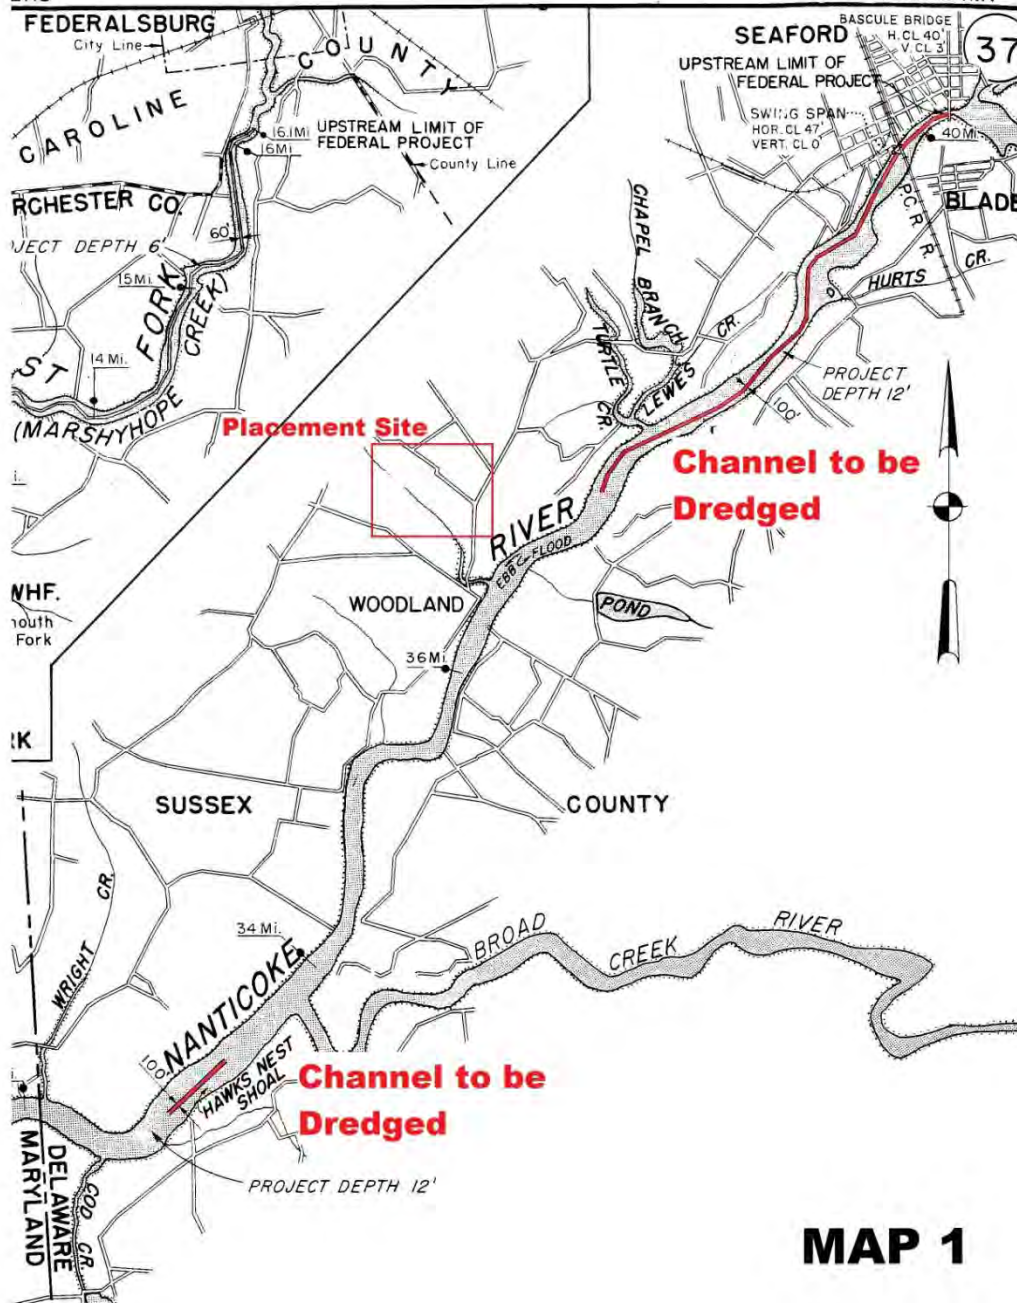 FEDERALSBURG
City Line
COUNTY
CAROLINE
16.1Mi
16Mi
UPSTREAM LIMIT OF
FEDERAL PROJECT
County Line
RCHESTER CO.
60'
JECT DEPTH 6'
15Mi.
FORK
CREEK)
14 Mi.
ST
(MARSHYHOPE
SEAFORD
BASCULE BRIDGE
H. CL 40'
V. CL 3'
37
UPSTREAM LIMIT OF
FEDERAL PROJECT
SWING SPAN
HOR. CL 47'
VERT. CL 0'
40Mi
P.C. R R.
BLADE
CHAPEL BRANCH
HURTS CR.
TURTLE CR.
LEWES CR.
PROJECT
DEPTH 12'
100'
Placement Site
Channel to be
Dredged
RIVER
EBB FLOOD
WHF.
nouth
Fork
WOODLAND
POND
36Mi.
SUSSEX
COUNTY
WRIGHT CR.
34 Mi.
NANTICOKE
BROAD CREEK RIVER
100'
HAWKS NEST
SHOAL
Channel to be
Dredged
PROJECT DEPTH 12'
MARYLAND
DELAWARE
COD CR.
MAP 1